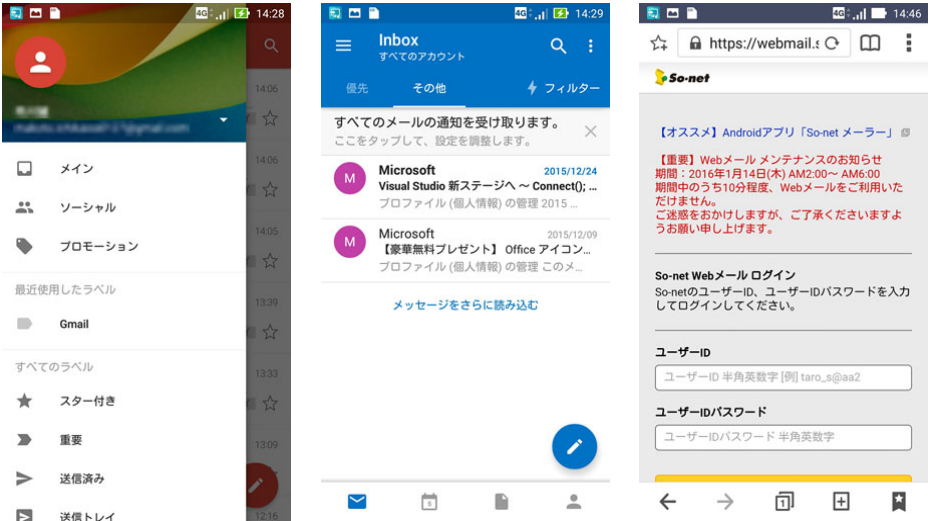 4G 14:28
14:06
メイン
14:06
ソーシャル
プロモーション
14:05
最近使用したラベル
Gmail
13:39
すべてのラベル
13:33
スター付き
重要
13:09
送信済み
送信トレイ
12:16
4G 14:29
Inbox
すべてのアカウント
優先 その他 フィルター
すべてのメールの通知を受け取ります。
ここをタップして、設定を調整します。
M
Microsoft 2015/12/24
Visual Studio 新ステージへ ～ Connect(); ...
プロファイル (個人情報) の管理 2015 ...
M
Microsoft 2015/12/09
【豪華無料プレゼント】 Office アイコン...
プロファイル (個人情報) の管理 このメ...
メッセージをさらに読み込む
4G 14:46
https://webmail.s
So-net
【オススメ】Androidアプリ「So-net メーラー」
【重要】Webメール メンテナンスのお知らせ
期間：2016年1月14日(木) AM2:00～ AM6:00
期間中のうち10分程度、Webメールをご利用いた
だけません。
ご迷惑をおかけしますが、ご了承くださいますよ
うお願い申し上げます。
So-net Webメール ログイン
So-netのユーザーID、ユーザーIDパスワードを入力
してログインしてください。
ユーザーID
ユーザーID 半角英数字 [例] taro_s@aa2
ユーザーIDパスワード
ユーザーIDパスワード 半角英数字
1